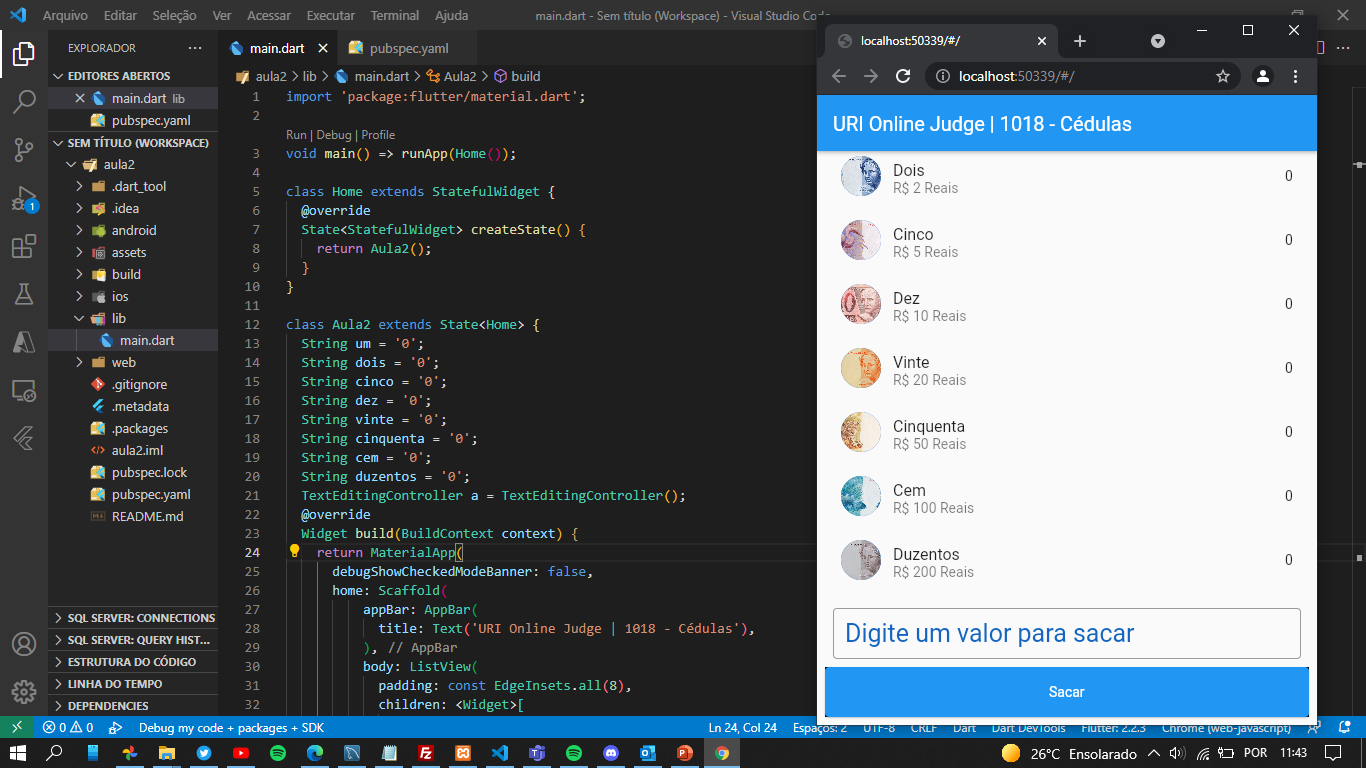 Arquivo Editar Seleção Ver Acessar Executar Terminal Ajuda
main.dart - Sem título (Workspace) - Visual Studio Code
EXPLORADOR
EDITORES ABERTOS
main.dart lib
pubspec.yaml
SEM TÍTULO (WORKSPACE)
aula2
.dart_tool
.idea
android
assets
build
ios
lib
main.dart
web
.gitignore
.metadata
.packages
aula2.iml
pubspec.lock
pubspec.yaml
README.md
SQL SERVER: CONNECTIONS
SQL SERVER: QUERY HIST...
ESTRUTURA DO CÓDIGO
LINHA DO TEMPO
DEPENDENCIES
1
main.dart
pubspec.yaml
aula2 > lib > main.dart > Aula2 > build
1 import 'package:flutter/material.dart';
2
Run | Debug | Profile
3 void main() => runApp(Home());
4
5 class Home extends StatefulWidget {
6 @override
7 State<StatefulWidget> createState() {
8 return Aula2();
9 }
10 }
11
12 class Aula2 extends State<Home> {
13 String um = '0';
14 String dois = '0';
15 String cinco = '0';
16 String dez = '0';
17 String vinte = '0';
18 String cinquenta = '0';
19 String cem = '0';
20 String duzentos = '0';
21 TextEditingController a = TextEditingController();
22 @override
23 Widget build(BuildContext context) {
24 return MaterialApp(
25 debugShowCheckedModeBanner: false,
26 home: Scaffold(
27 appBar: AppBar(
28 title: Text('URI Online Judge | 1018 - Cédulas'),
29 ), // AppBar
30 body: ListView(
31 padding: const EdgeInsets.all(8),
32 children: <Widget>[
localhost:50339/#/
localhost:50339/#/
URI Online Judge | 1018 - Cédulas
Dois
R$ 2 Reais
0
Cinco
R$ 5 Reais
0
Dez
R$ 10 Reais
0
Vinte
R$ 20 Reais
0
Cinquenta
R$ 50 Reais
0
Cem
R$ 100 Reais
0
Duzentos
R$ 200 Reais
0
Digite um valor para sacar
Sacar
0 0 Debug my code + packages + SDK
Ln 24, Col 24 Espaços: 2 UTF-8 CRLF Dart Dart DevTools Flutter: 2.2.3 Chrome (web-javascript)
26°C Ensolarado POR 11:43